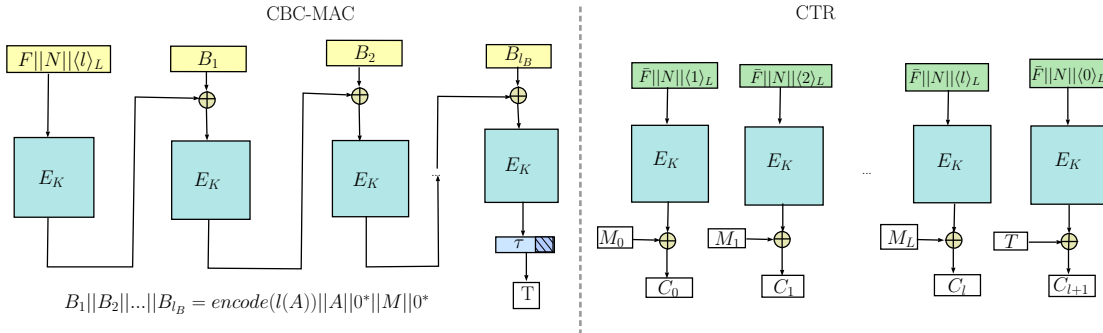 CBC-MAC
F||N||⟨l⟩_L
B_1
B_2
B_{l_B}
E_K
E_K
E_K
E_K
...
τ
T
B_1||B_2||...||B_{l_B} = encode(l(A))||A||0*||M||0*
CTR
F̄||N||⟨1⟩_L
F̄||N||⟨2⟩_L
F̄||N||⟨l⟩_L
F̄||N||⟨0⟩_L
E_K
E_K
...
E_K
E_K
M_0
M_1
M_L
T
C_0
C_1
C_l
C_{l+1}